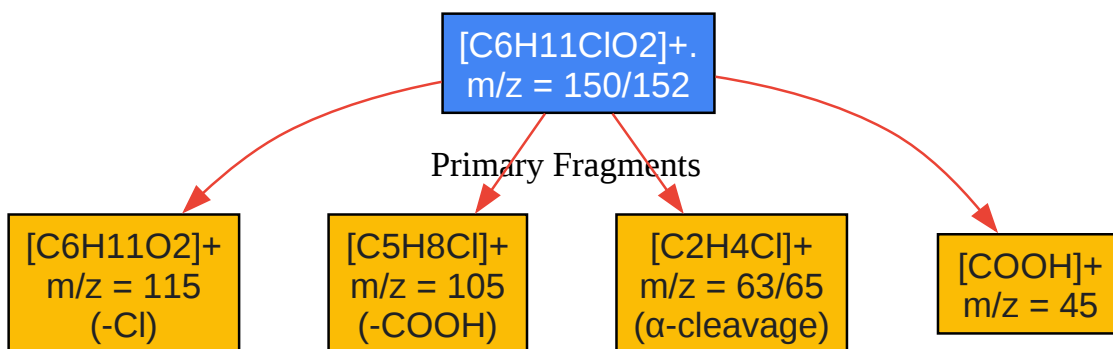 [C6H11ClO2]+.
m/z = 150/152
Primary Fragments
[C6H11O2]+
m/z = 115
(-Cl)
[C5H8Cl]+
m/z = 105
(-COOH)
[C2H4Cl]+
m/z = 63/65
(α-cleavage)
[COOH]+
m/z = 45